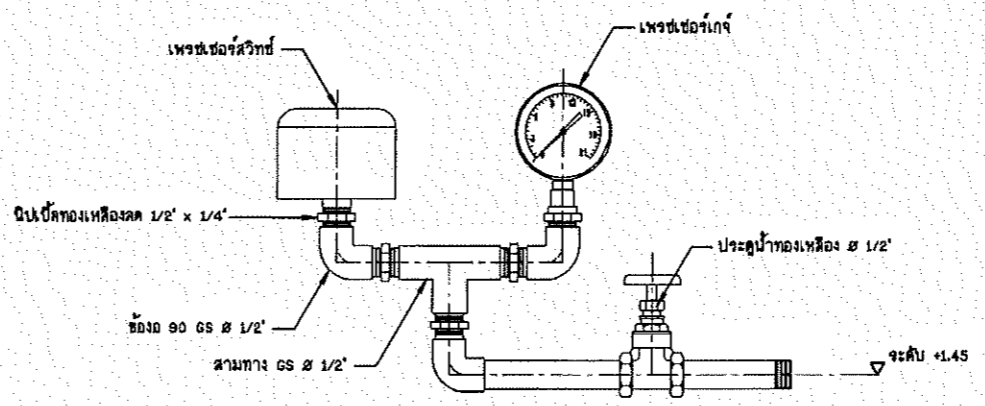 เพรชเชอร์สวิทช์
เพรชเชอร์เกจ์
นิปเปิ้ลทองเหลืองลด 1/2" x 1/4"
ประตูน้ำทองเหลือง Ø 1/2"
ข้องอ 90 GS Ø 1/2"
สามทาง GS Ø 1/2"
ระดับ +1.45